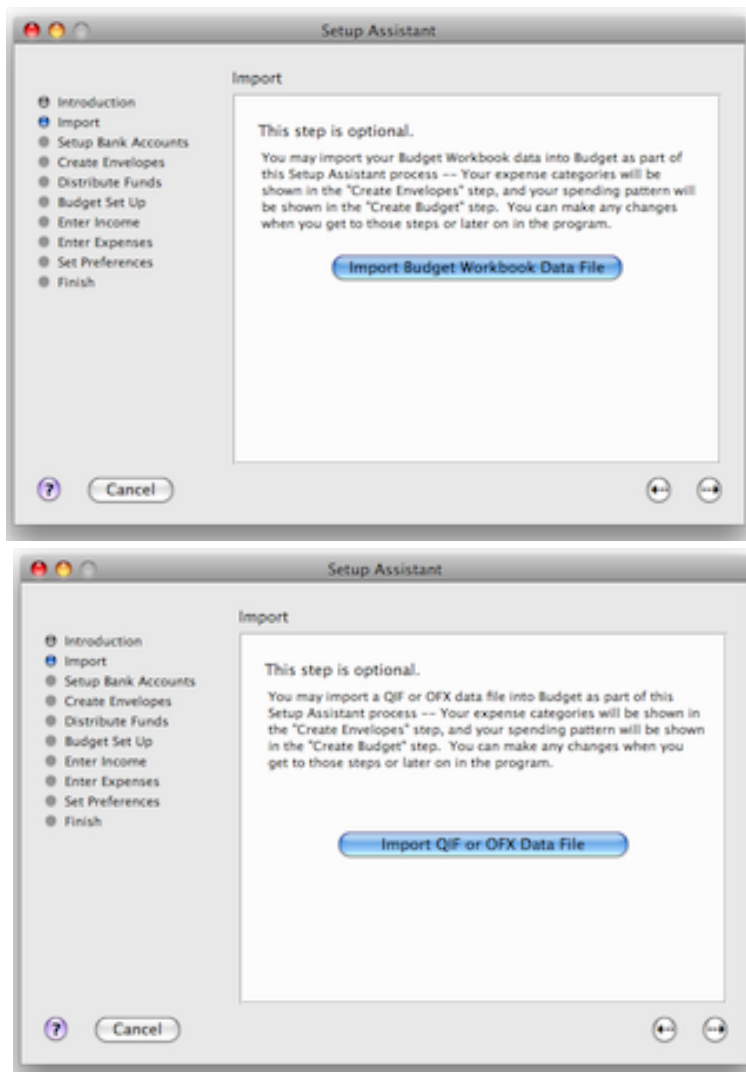 Setup Assistant
Import
Introduction
Import
Setup Bank Accounts
Create Envelopes
Distribute Funds
Budget Set Up
Enter Income
Enter Expenses
Set Preferences
Finish
This step is optional.
You may import your Budget Workbook data into Budget as part of
this Setup Assistant process -- Your expense categories will be
shown in the "Create Envelopes" step, and your spending pattern will
be shown in the "Create Budget" step.  You can make any changes
when you get to those steps or later on in the program.
Import Budget Workbook Data File
?
Cancel
Setup Assistant
Import
Introduction
Import
Setup Bank Accounts
Create Envelopes
Distribute Funds
Budget Set Up
Enter Income
Enter Expenses
Set Preferences
Finish
This step is optional.
You may import a QIF or OFX data file into Budget as part of this
Setup Assistant process -- Your expense categories will be shown in
the "Create Envelopes" step, and your spending pattern will be shown
in the "Create Budget" step.  You can make any changes when you
get to those steps or later on in the program.
Import QIF or OFX Data File
?
Cancel